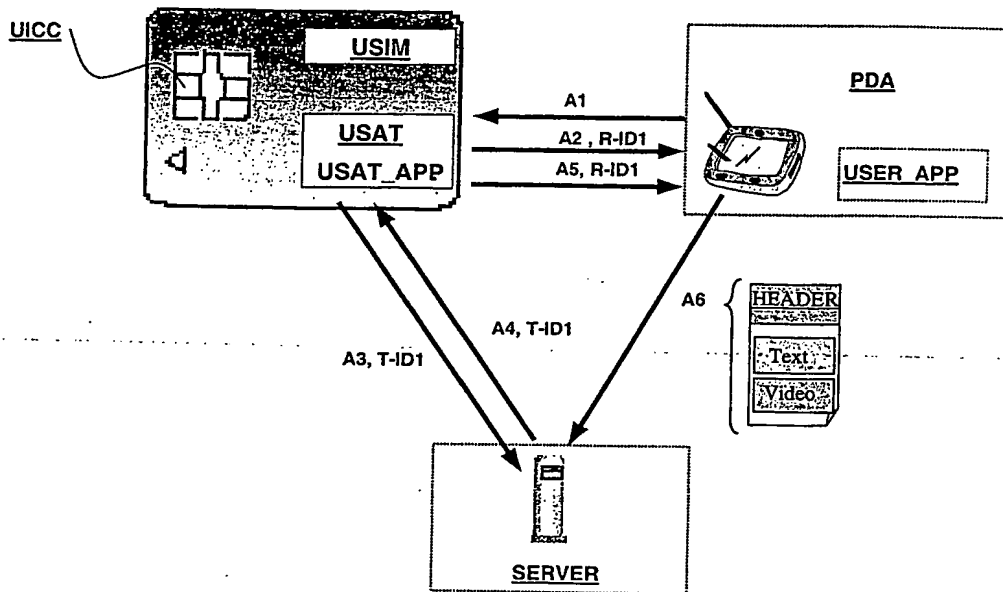 UICC
USIM
USAT
USAT_APP
A1
A2 , R-ID1
A5, R-ID1
PDA
USER_APP
A6
HEADER
Text
Video
A3, T-ID1
A4, T-ID1
SERVER